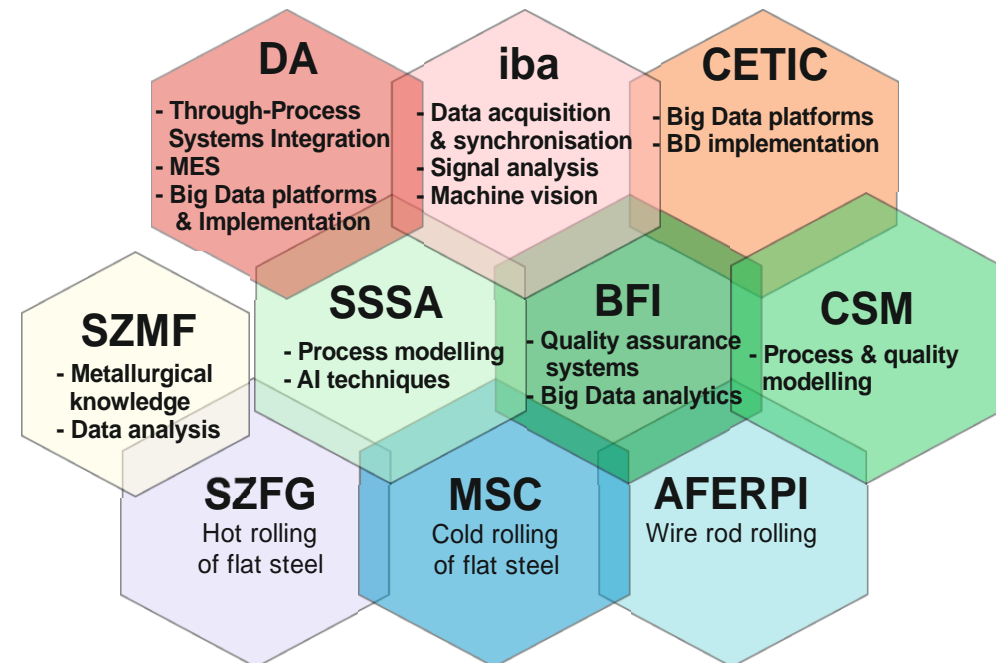 DA
- Through-Process
Systems Integration
- MES
- Big Data platforms
& Implementation
iba
- Data acquisition
& synchronisation
- Signal analysis
- Machine vision
CETIC
- Big Data platforms
- BD implementation
SZMF
- Metallurgical
knowledge
- Data analysis
SSSA
- Process modelling
- AI techniques
BFI
- Quality assurance
systems
- Big Data analytics
CSM
- Process & quality
modelling
SZFG
Hot rolling
of flat steel
MSC
Cold rolling
of flat steel
AFERPI
Wire rod rolling